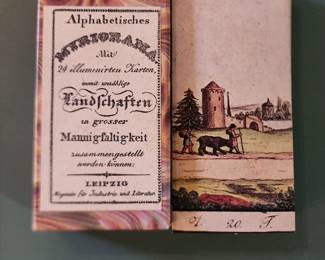 Alphabetisches
MYRIORAMA
Mit
24 illuminirten Karten,
womit unzählige
Landschaften
in grosser
Mannigfaltigkeit
zusammengestellt
werden können:
LEIPZIG
Magazin für Industrie und Literatur.
20. T.